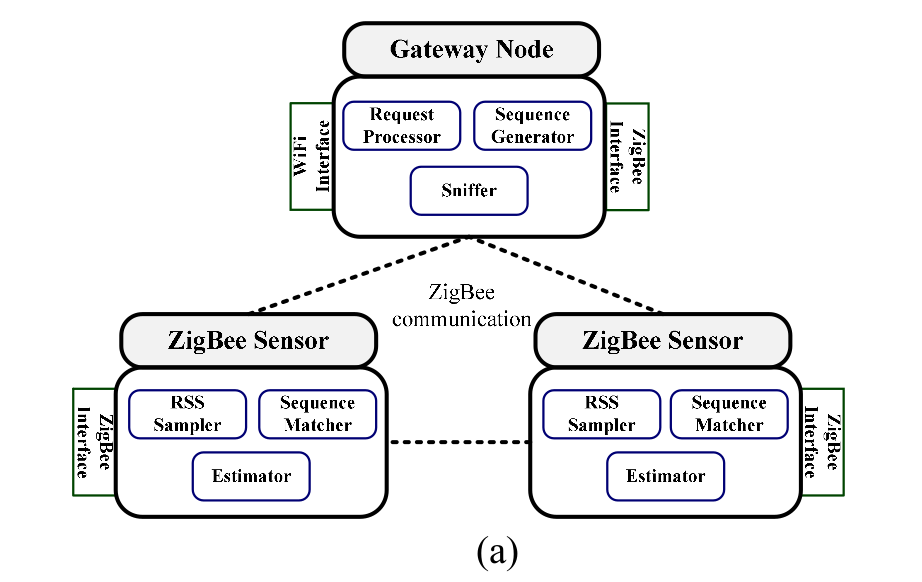 Gateway Node
WiFi
Interface
Request
Processor
Sequence
Generator
Sniffer
ZigBee
Interface
ZigBee
communication
ZigBee Sensor
ZigBee
Interface
RSS
Sampler
Sequence
Matcher
Estimator
ZigBee Sensor
RSS
Sampler
Sequence
Matcher
Estimator
ZigBee
Interface
(a)